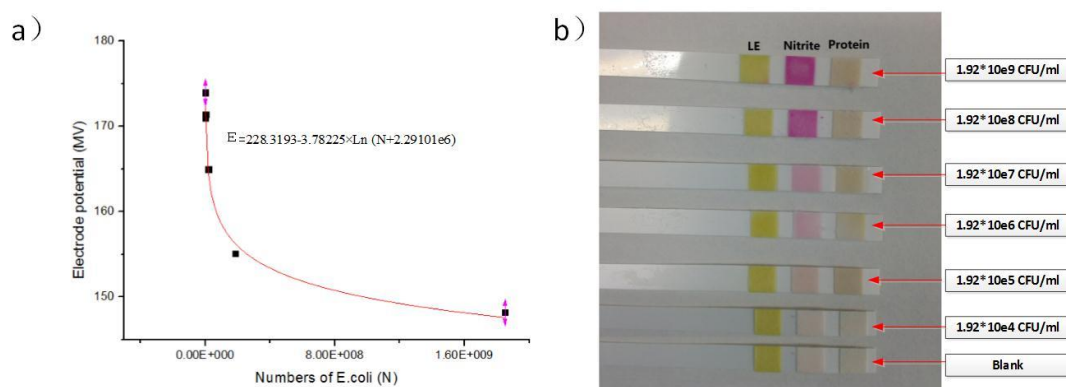 a)
180
170
160
150
Electrode potential (MV)
E=228.3193-3.78225×Ln (N+2.29101e6)
0.00E+000
8.00E+008
1.60E+009
Numbers of E.coli (N)
b)
LE Nitrite Protein
1.92*10e9 CFU/ml
1.92*10e8 CFU/ml
1.92*10e7 CFU/ml
1.92*10e6 CFU/ml
1.92*10e5 CFU/ml
1.92*10e4 CFU/ml
Blank